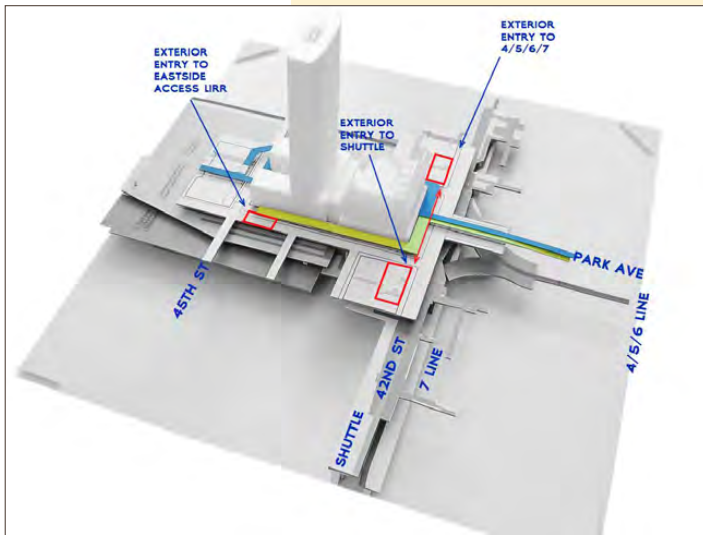 EXTERIOR
ENTRY TO
4/5/6/7
EXTERIOR
ENTRY TO
EASTSIDE
ACCESS LIRR
EXTERIOR
ENTRY TO
SHUTTLE
PARK AVE
45TH ST
4/5/6 LINE
42ND ST
7 LINE
SHUTTLE